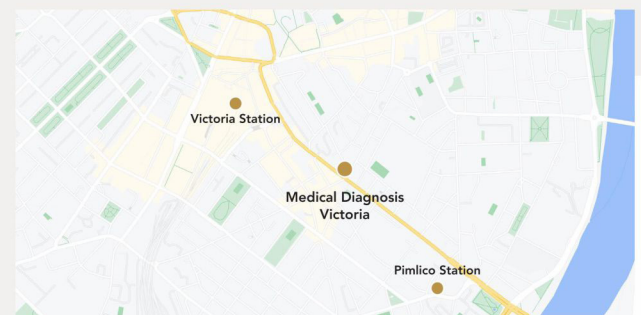 Victoria Station
Medical Diagnosis
Victoria
Pimlico Station